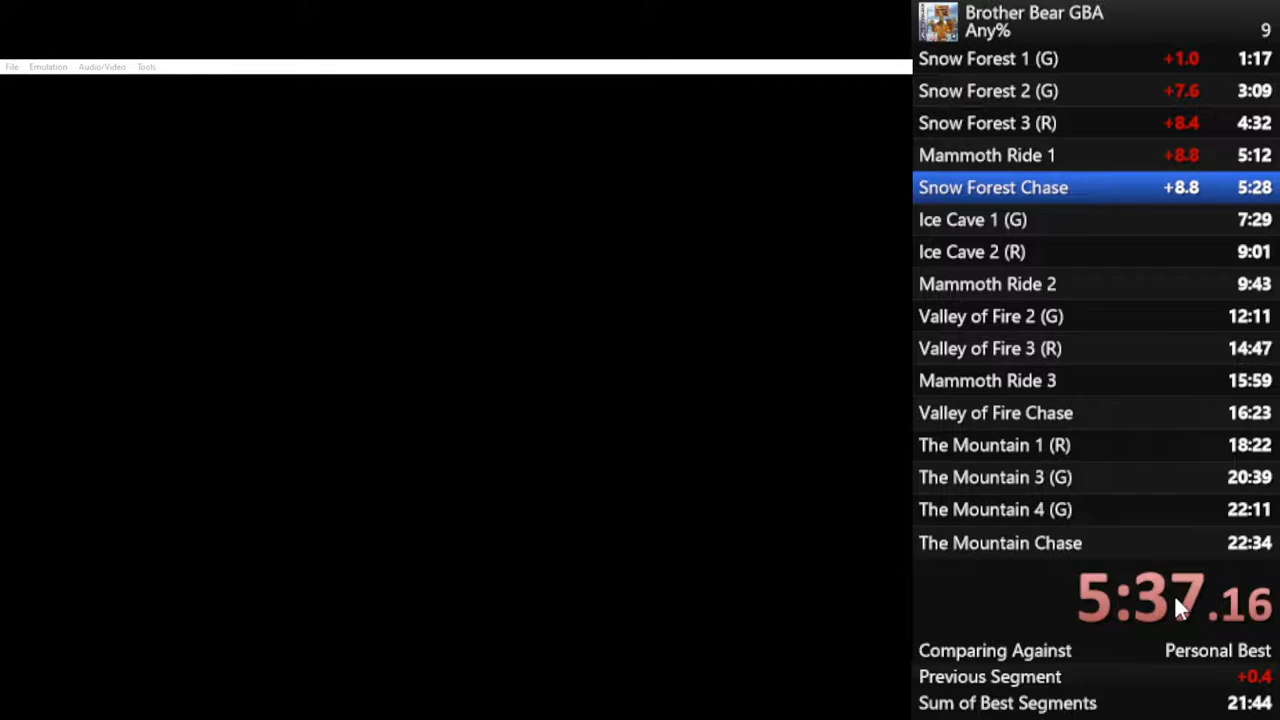 Brother Bear GBA
Any% 9
File Emulation Audio/Video Tools
Snow Forest 1 (G) +1.0 1:17
Snow Forest 2 (G) +7.6 3:09
Snow Forest 3 (R) +8.4 4:32
Mammoth Ride 1 +8.8 5:12
Snow Forest Chase +8.8 5:28
Ice Cave 1 (G) 7:29
Ice Cave 2 (R) 9:01
Mammoth Ride 2 9:43
Valley of Fire 2 (G) 12:11
Valley of Fire 3 (R) 14:47
Mammoth Ride 3 15:59
Valley of Fire Chase 16:23
The Mountain 1 (R) 18:22
The Mountain 3 (G) 20:39
The Mountain 4 (G) 22:11
The Mountain Chase 22:34
5:37.16
Comparing Against Personal Best
Previous Segment +0.4
Sum of Best Segments 21:44